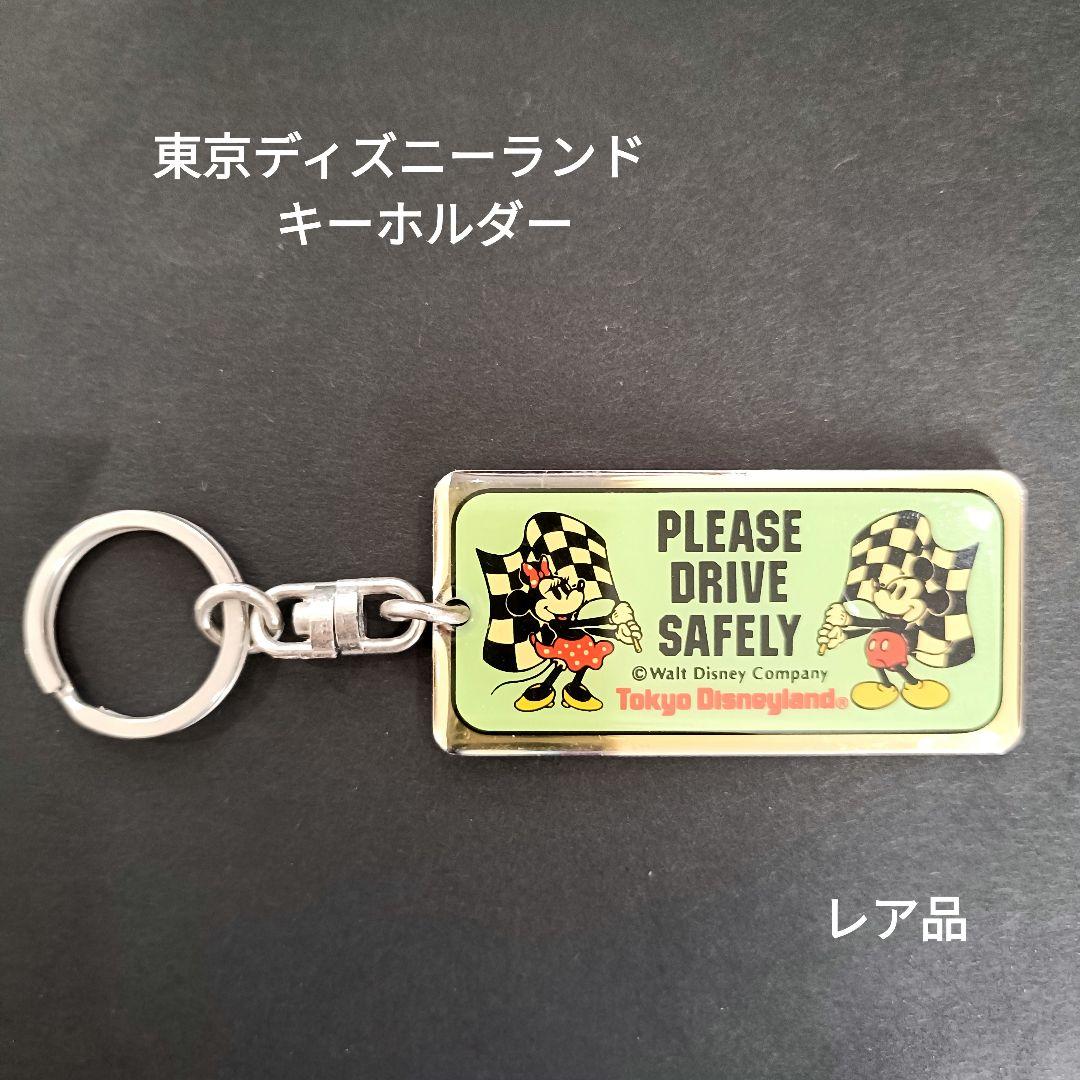 東京ディズニーランド
キーホルダー
PLEASE
DRIVE
SAFELY
©Walt Disney Company
Tokyo Disneyland®
レア品